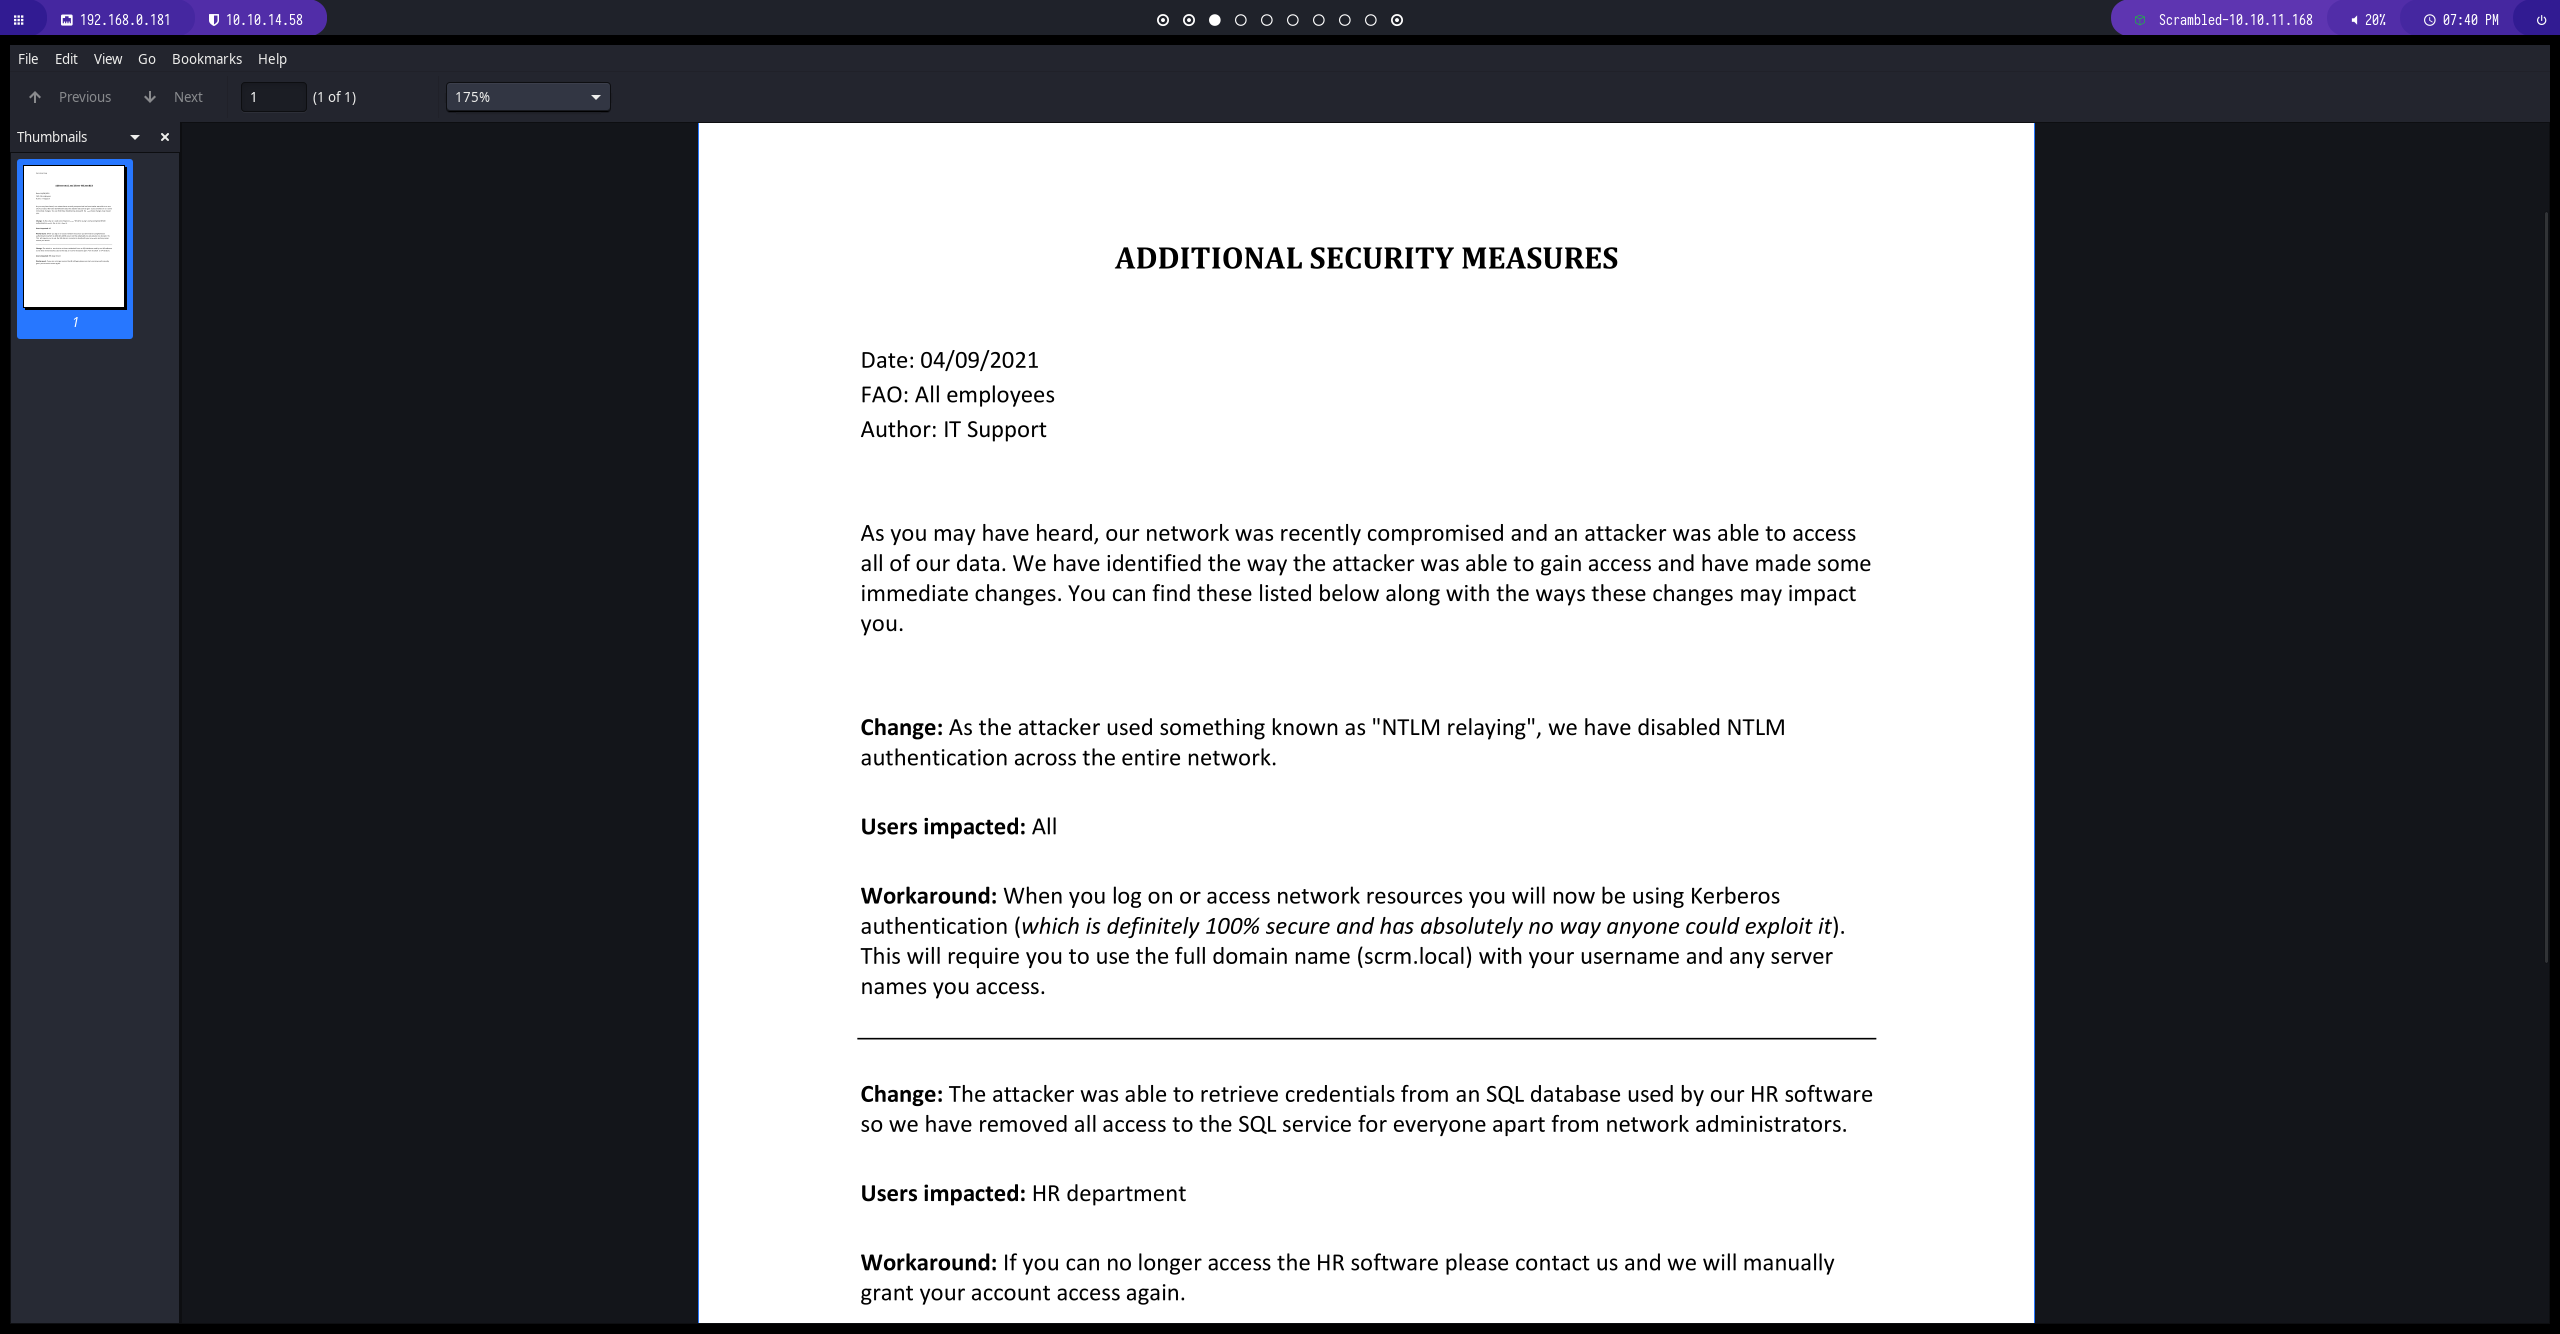 192.168.0.181 10.10.14.58 Scrambled-10.10.11.168 20% 07:40 PM
File Edit View Go Bookmarks Help
Previous Next 1 (1 of 1) 175%
Thumbnails
1
ADDITIONAL SECURITY MEASURES
Date: 04/09/2021
FAO: All employees
Author: IT Support
As you may have heard, our network was recently compromised and an attacker was able to access
all of our data. We have identified the way the attacker was able to gain access and have made some
immediate changes. You can find these listed below along with the ways these changes may impact
you.
Change: As the attacker used something known as "NTLM relaying", we have disabled NTLM
authentication across the entire network.
Users impacted: All
Workaround: When you log on or access network resources you will now be using Kerberos
authentication (which is definitely 100% secure and has absolutely no way anyone could exploit it).
This will require you to use the full domain name (scrm.local) with your username and any server
names you access.
Change: The attacker was able to retrieve credentials from an SQL database used by our HR software
so we have removed all access to the SQL service for everyone apart from network administrators.
Users impacted: HR department
Workaround: If you can no longer access the HR software please contact us and we will manually
grant your account access again.